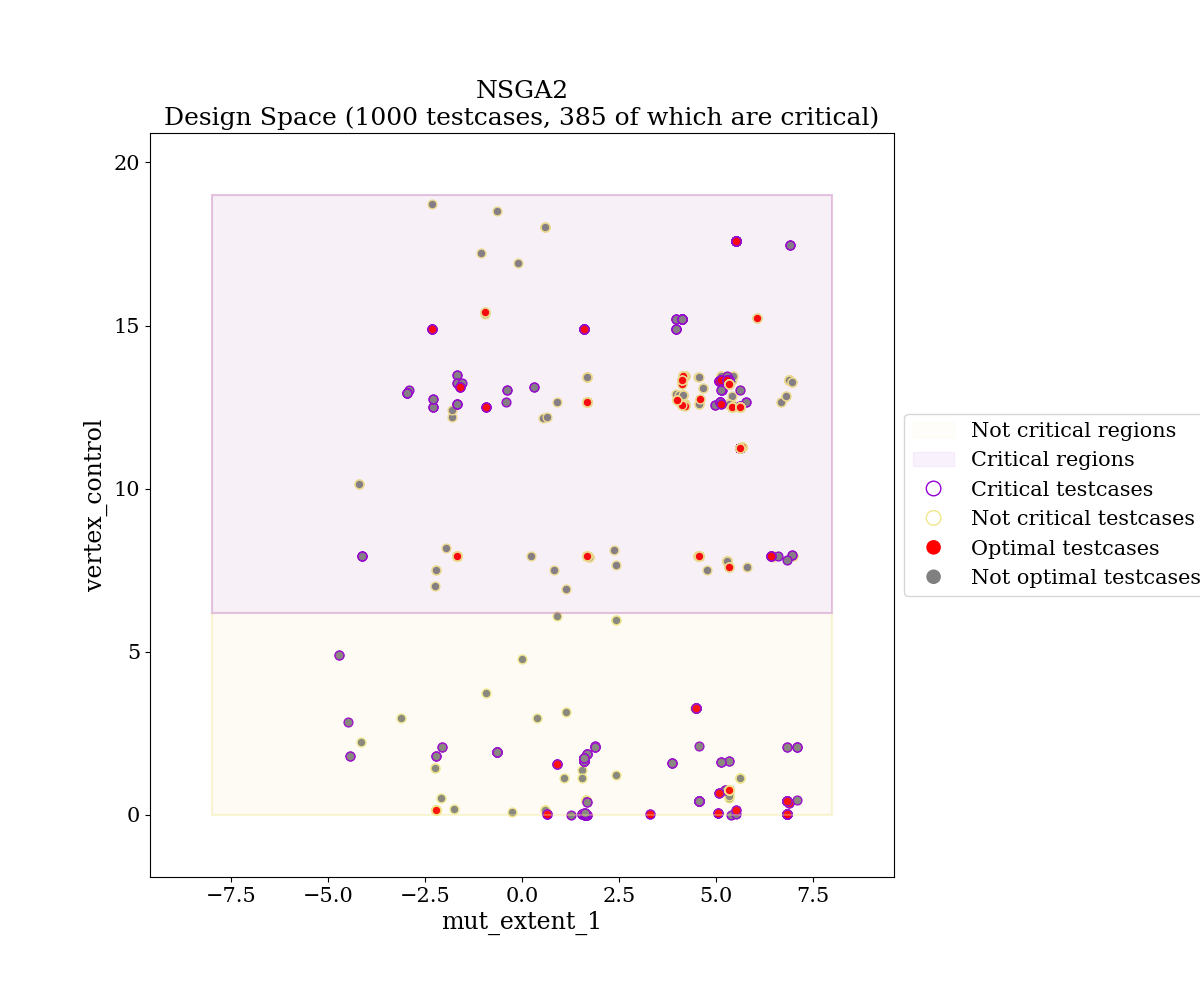 NSGA2
Design Space (1000 testcases, 385 of which are critical)
20
15
10
5
0
vertex_control
−7.5 −5.0 −2.5 0.0 2.5 5.0 7.5
mut_extent_1
Not critical regions
Critical regions
Critical testcases
Not critical testcases
Optimal testcases
Not optimal testcases